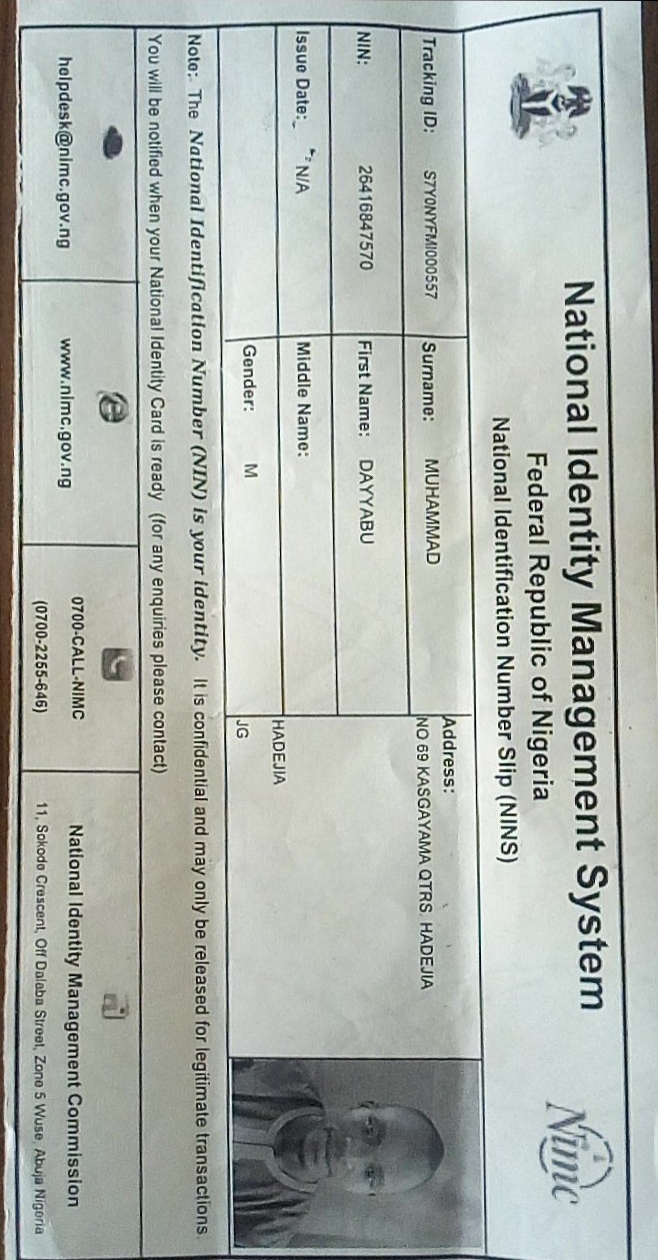 National Identity Management System
Federal Republic of Nigeria
National Identification Number Slip (NINS)
Nimc
Tracking ID: S7Y0NYFMI000557
Surname: MUHAMMAD
Address:
NO 69 KASGAYAMA QTRS HADEJIA
NIN: 26416847570
First Name: DAYYABU
Issue Date: N/A
Middle Name:
HADEJIA
Gender: M
JG
Note: The National Identification Number (NIN) is your identity. It is confidential and may only be released for legitimate transactions.
You will be notified when your National Identity Card is ready (for any enquiries please contact)
helpdesk@nimc.gov.ng
www.nimc.gov.ng
0700-CALL-NIMC
(0700-2255-646)
National Identity Management Commission
11, Sokode Crescent, Off Dalaba Street, Zone 5 Wuse, Abuja Nigeria